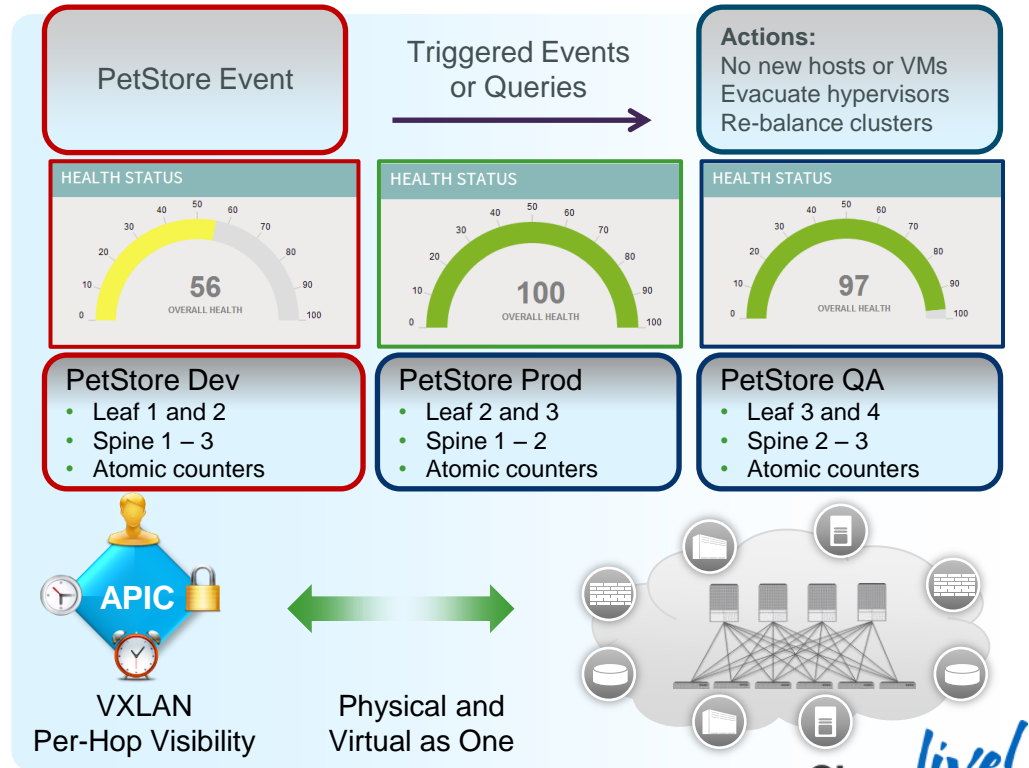 PetStore Event
Triggered Events
or Queries
Actions:
No new hosts or VMs
Evacuate hypervisors
Re-balance clusters
HEALTH STATUS
0
10
20
30
40
50
60
70
80
90
100
56
OVERALL HEALTH
HEALTH STATUS
0
10
20
30
40
50
60
70
80
90
100
100
OVERALL HEALTH
HEALTH STATUS
0
10
20
30
40
50
60
70
80
90
100
97
OVERALL HEALTH
PetStore Dev
• Leaf 1 and 2
• Spine 1 – 3
• Atomic counters
PetStore Prod
• Leaf 2 and 3
• Spine 1 – 2
• Atomic counters
PetStore QA
• Leaf 3 and 4
• Spine 2 – 3
• Atomic counters
APIC
VXLAN
Per-Hop Visibility
Physical and
Virtual as One
live!